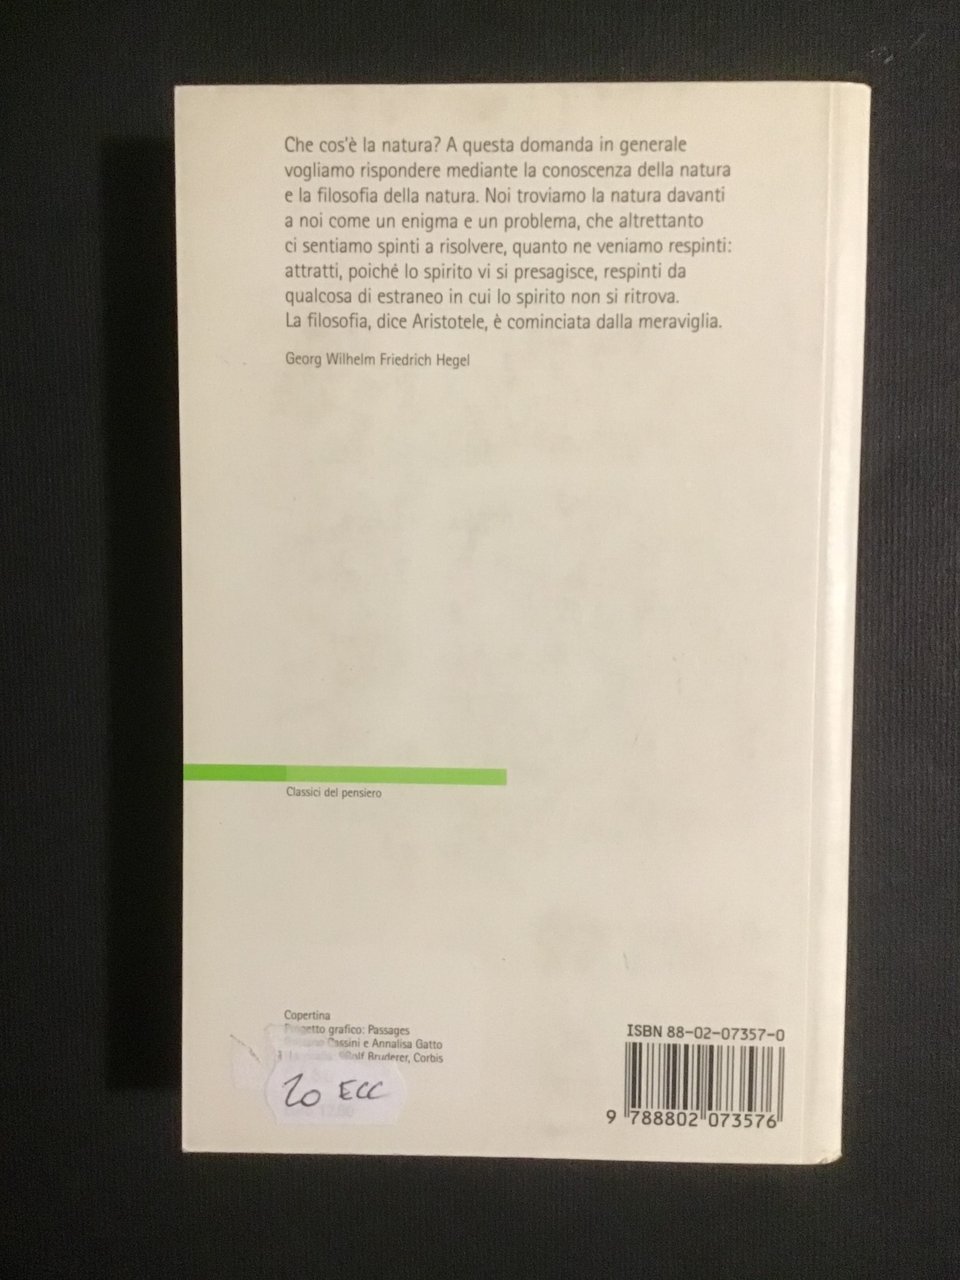 Che cos'è la natura? A questa domanda in generale
vogliamo rispondere mediante la conoscenza della natura
e la filosofia della natura. Noi troviamo la natura davanti
a noi come un enigma e un problema, che altrettanto
ci sentiamo spinti a risolvere, quanto ne veniamo respinti:
attratti, poiché lo spirito vi si presagisce, respinti da
qualcosa di estraneo in cui lo spirito non si ritrova.
La filosofia, dice Aristotele, è cominciata dalla meraviglia.
Georg Wilhelm Friedrich Hegel
Classici del pensiero
Copertina
Progetto grafico: Passages
Cassini e Annalisa Gatto
Rolf Bruderer, Corbis
20 ECC
ISBN 88-02-07357-0
9 788802 073576